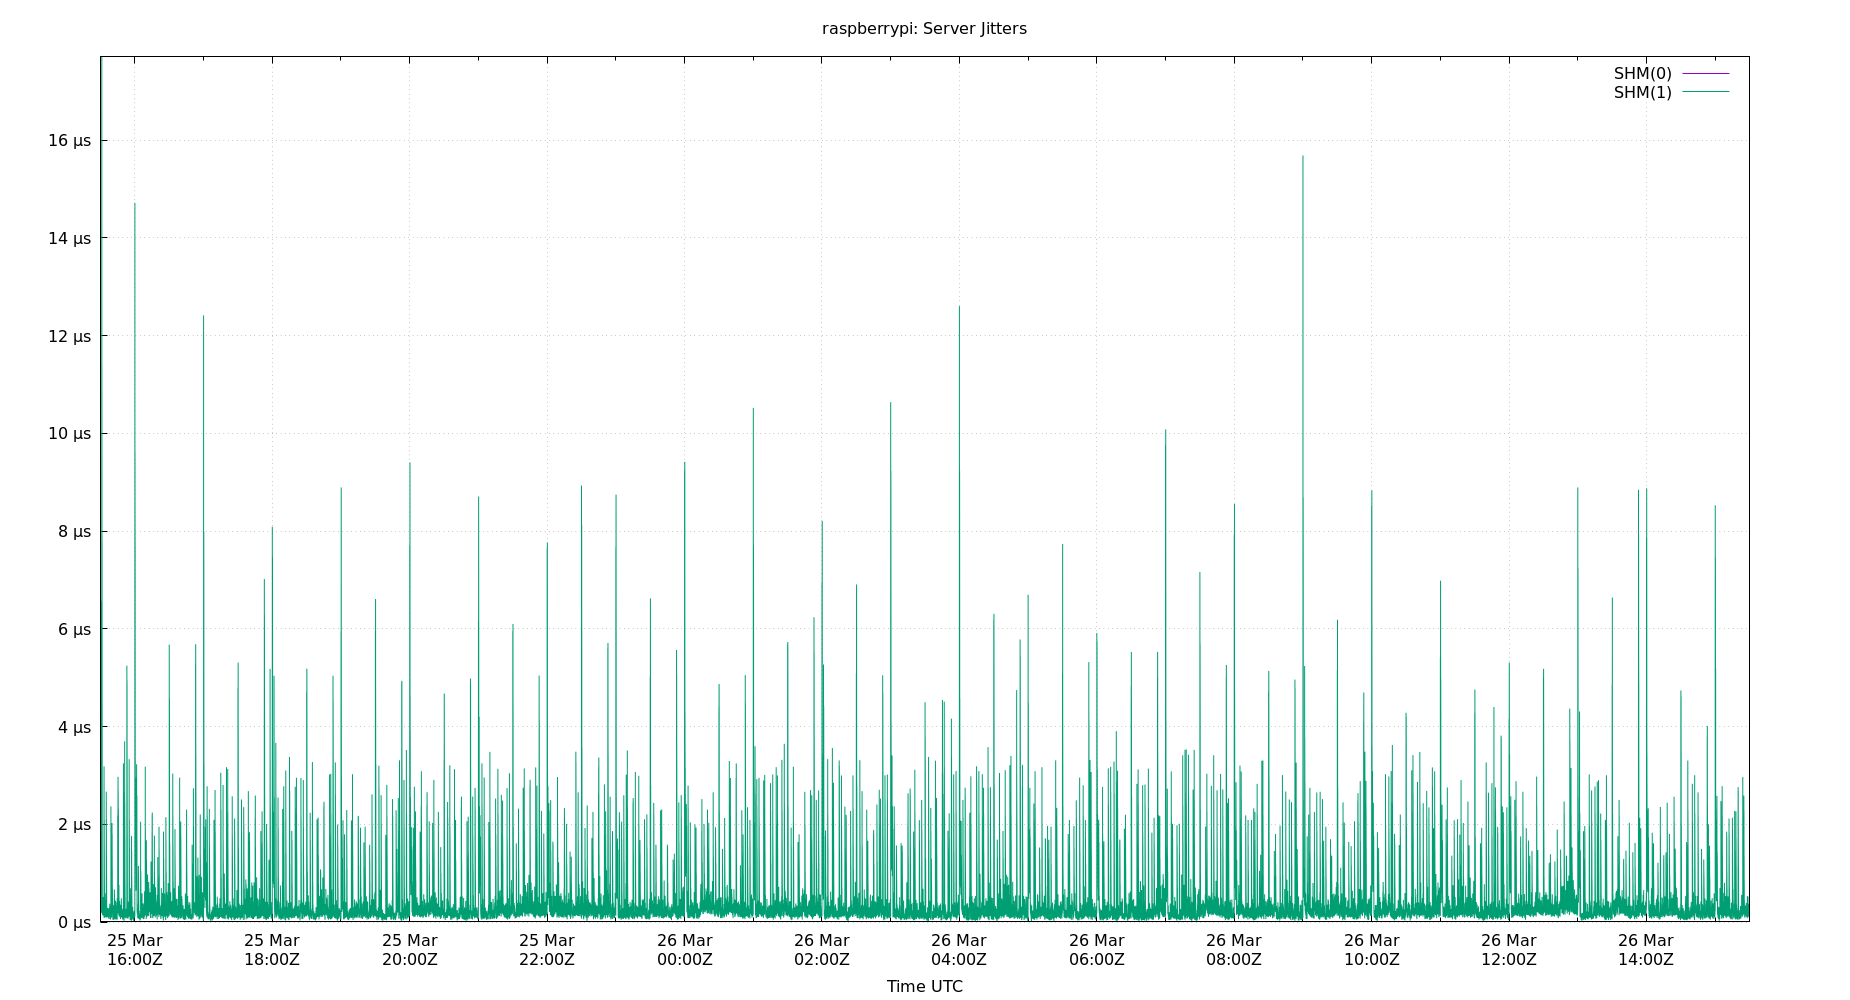 raspberrypi: Server Jitters
SHM(0)
SHM(1)
16 µs
14 µs
12 µs
10 µs
8 µs
6 µs
4 µs
2 µs
0 µs
25 Mar 25 Mar 25 Mar 25 Mar 26 Mar 26 Mar 26 Mar 26 Mar 26 Mar 26 Mar 26 Mar 26 Mar
16:00Z 18:00Z 20:00Z 22:00Z 00:00Z 02:00Z 04:00Z 06:00Z 08:00Z 10:00Z 12:00Z 14:00Z
Time UTC